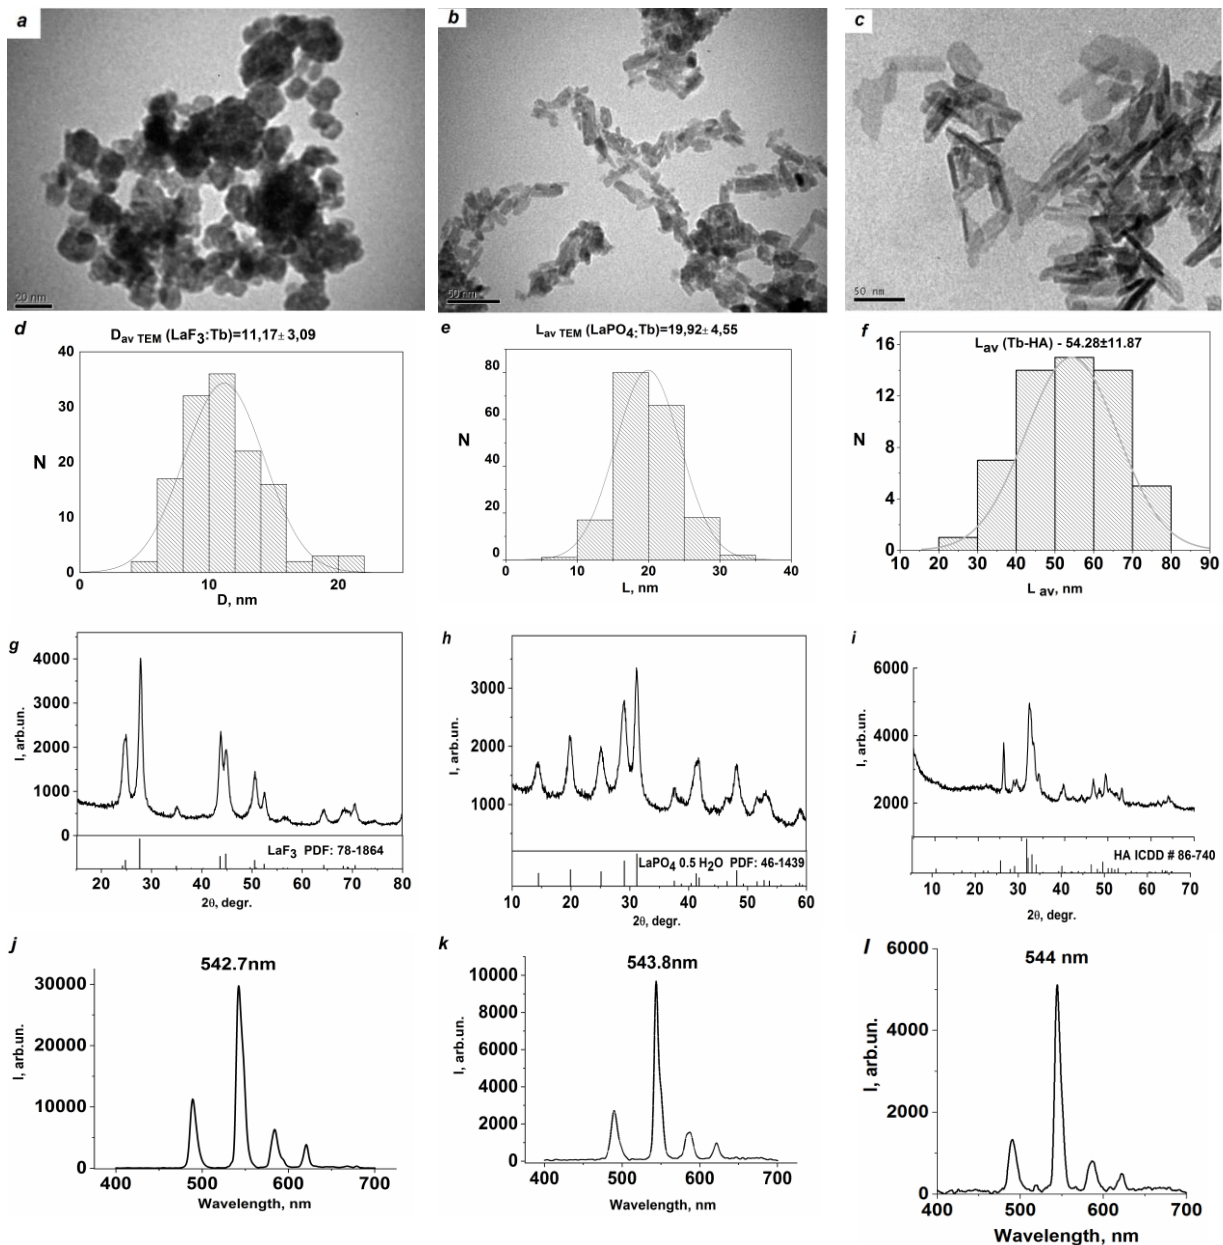 a
b
c
20 nm
50 nm
50 nm
d
D av TEM (LaF3:Tb)=11,17± 3,09
40
30
20
10
0
N
0
10
20
D, nm
e
L av TEM (LaPO4:Tb)=19,92± 4,55
80
60
40
20
0
N
0
10
20
30
40
L, nm
f
L av (Tb-HA) - 54.28±11.87
16
12
8
4
0
N
10 20 30 40 50 60 70 80 90
L av, nm
g
4000
3000
2000
1000
0
I, arb.un.
LaF3 PDF: 78-1864
20 30 40 50 60 70 80
2θ, degr.
h
3000
2000
1000
I, arb.un.
LaPO4 0.5 H2O PDF: 46-1439
10 20 30 40 50 60
2θ, degr.
i
6000
4000
2000
I, arb.un.
HA ICDD # 86-740
10 20 30 40 50 60 70
2θ, degr.
j
542.7nm
30000
20000
10000
0
I, arb.un.
400 500 600 700
Wavelength, nm
k
543.8nm
10000
8000
6000
4000
2000
0
I, arb.un.
400 500 600 700
Wavelength, nm
l
544 nm
6000
4000
2000
0
I, arb.un.
400 500 600 700
Wavelength, nm